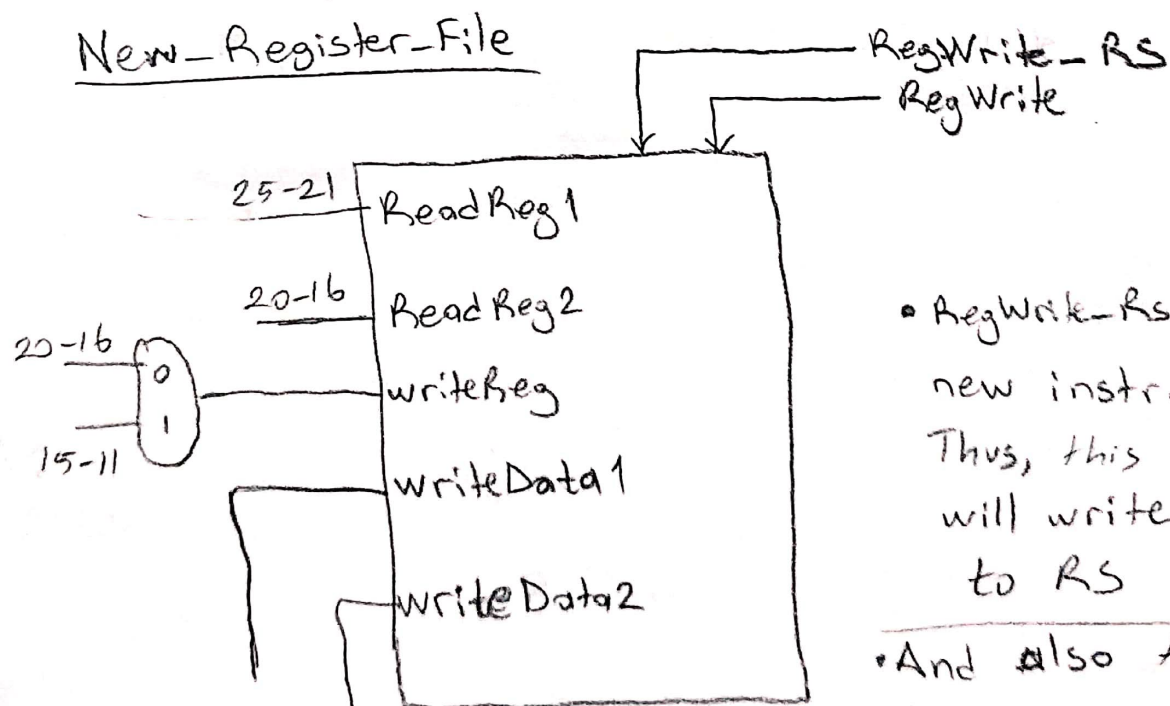 New_Register_File
RegWrite_RS
RegWrite
25-21
ReadReg1
20-16
ReadReg2
20-16
0
writeReg
1
15-11
writeData1
writeData2
• RegWrite_Rs
new instr
Thus, this
will write
to RS
• And also